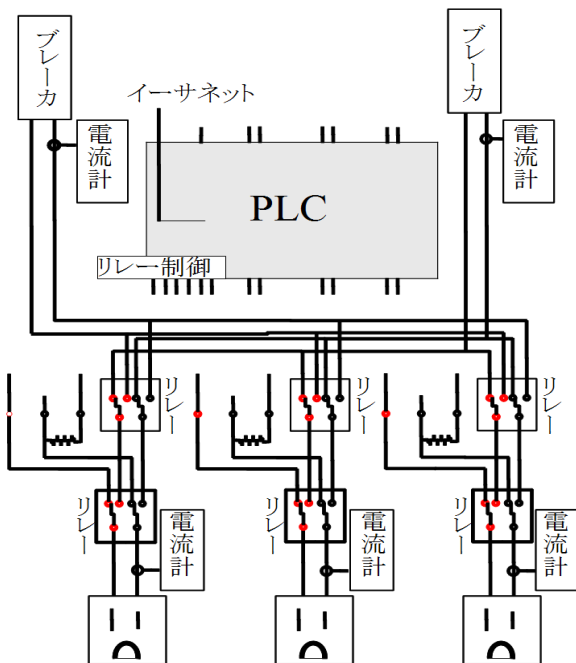 ブレーカ
ブレーカ
イーサネット
電流計
電流計
PLC
リレー制御
リレー
リレー
リレー
リレー
リレー
リレー
電流計
電流計
電流計